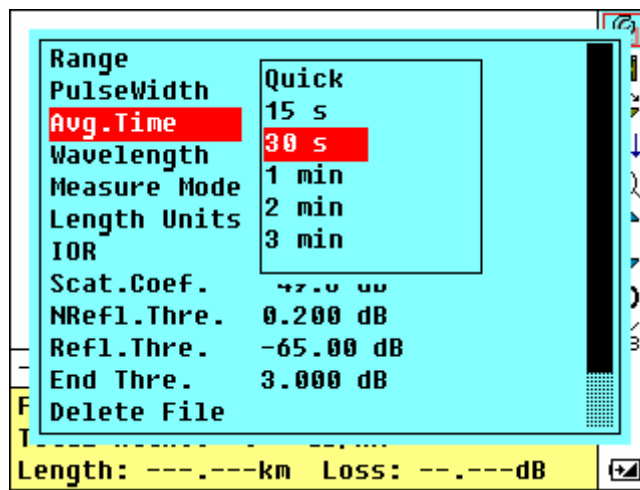 Range
PulseWidth
Avg.Time
Wavelength
Measure Mode
Length Units
IOR
Quick
15 s
30 s
1 min
2 min
3 min
Scat.Coef.
NRefl.Thre. 0.200 dB
Refl.Thre. -65.00 dB
End Thre. 3.000 dB
Delete File
Length: ---.---km Loss: --.---dB